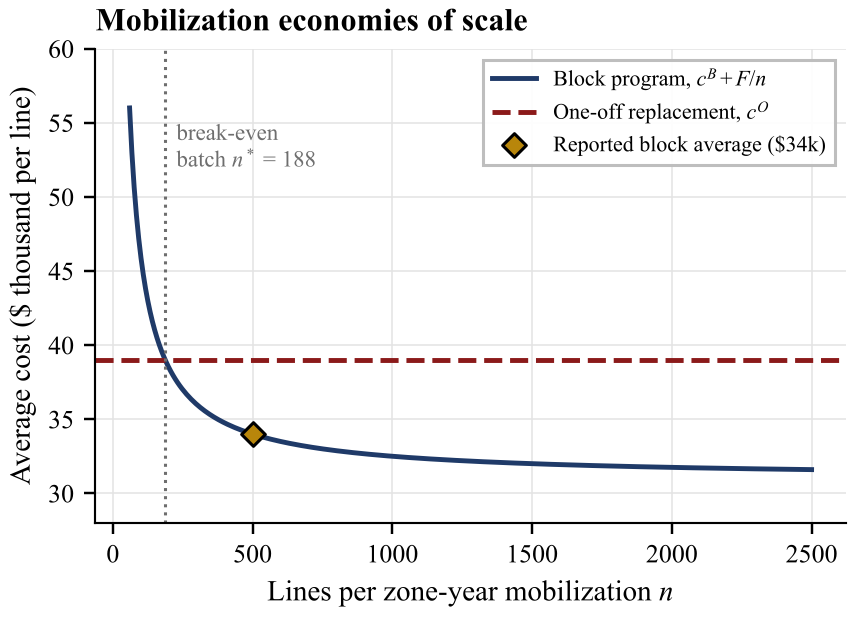 Mobilization economies of scale
Block program, c^B + F/n
One-off replacement, c^O
Reported block average ($34k)
break-even
batch n* = 188
Average cost ($ thousand per line)
60
55
50
45
40
35
30
0 500 1000 1500 2000 2500
Lines per zone-year mobilization n